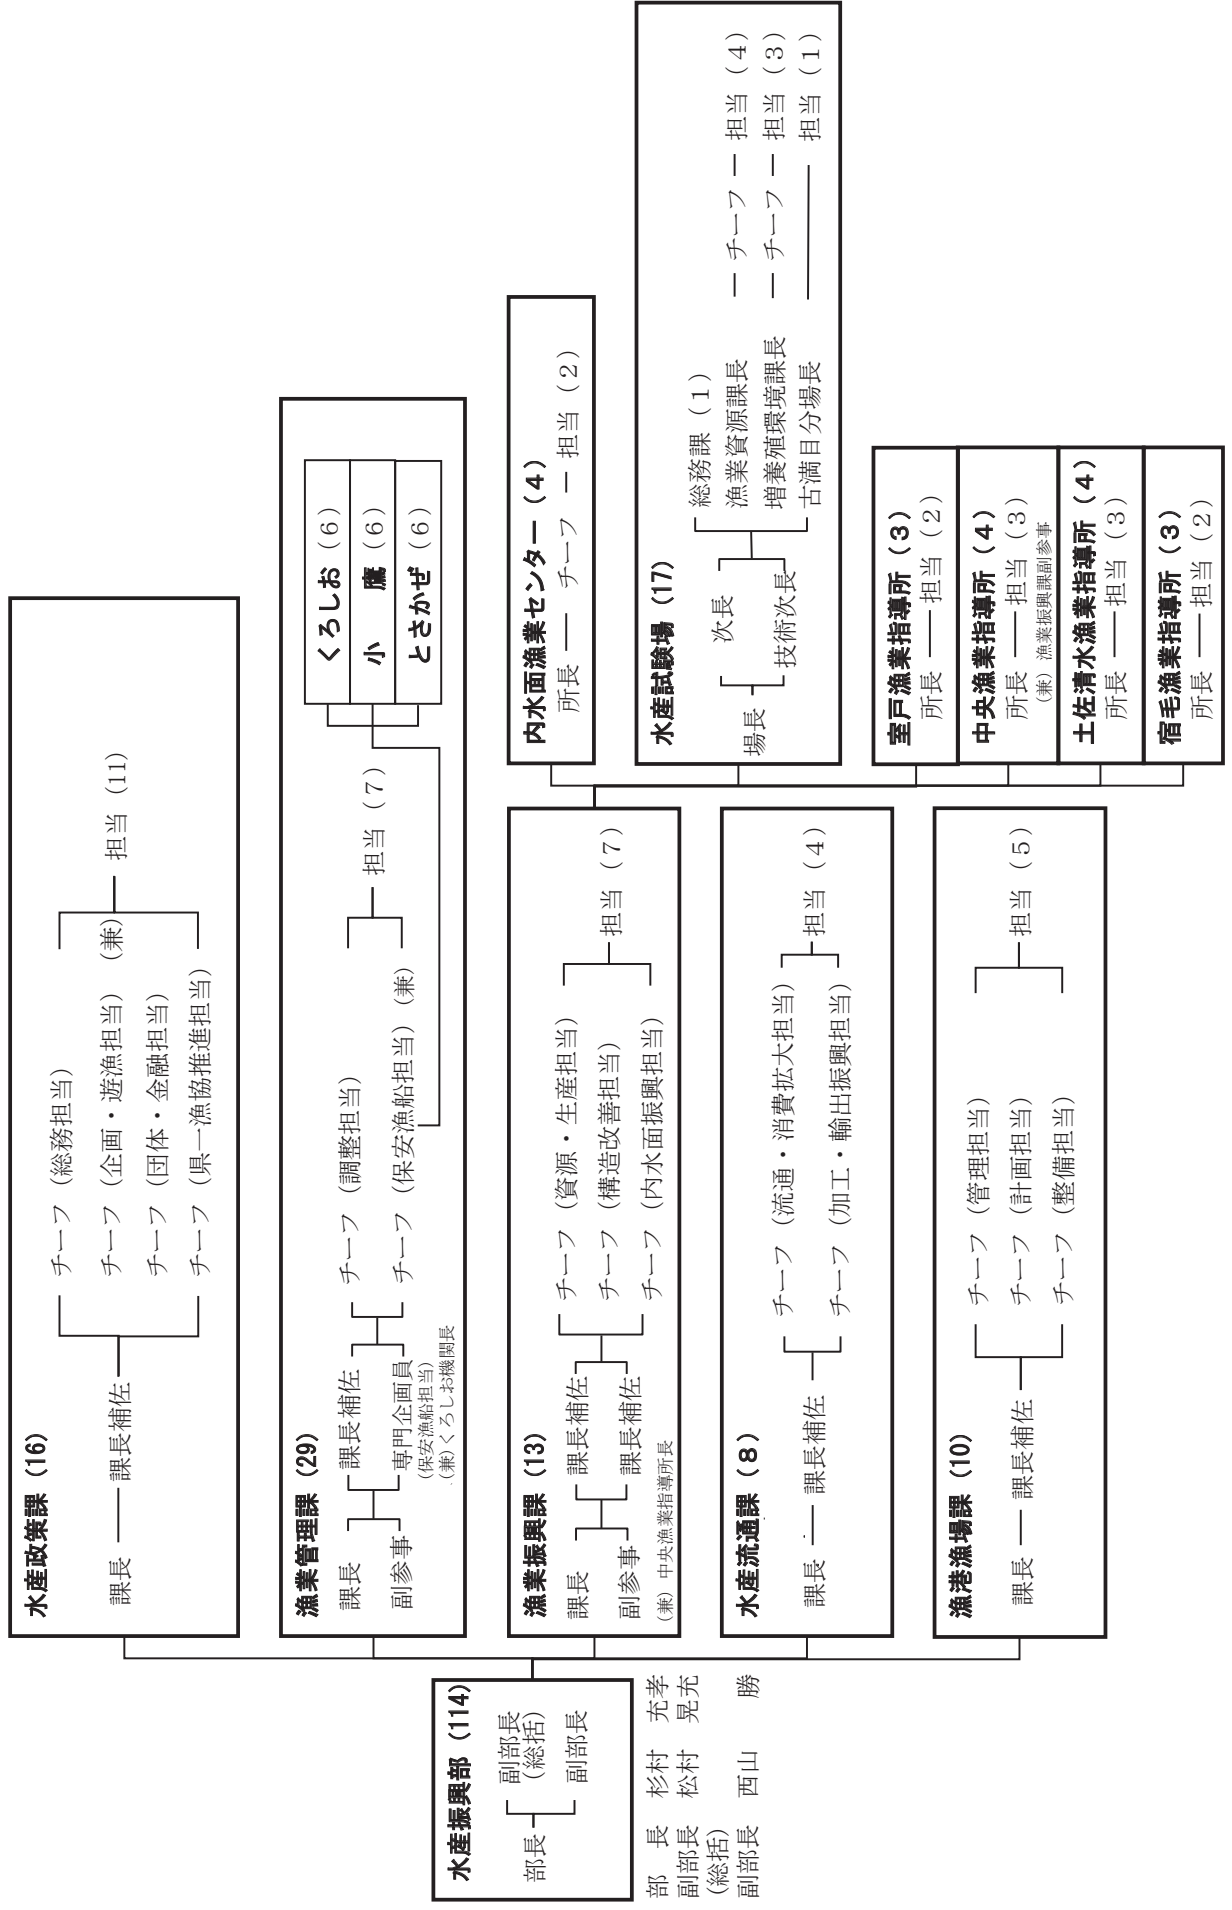 水産振興部（114）
部長
副部長
（総括）
副部長
部　長　杉村　充孝
副部長　松村　晃充
（総括）
副部長　西山　勝
水産政策課（16）
課長
課長補佐
チーフ（総務担当）
チーフ（企画・遊漁担当）（兼）
チーフ（団体・金融担当）
チーフ（県一漁協推進担当）
担当（11）
漁業管理課（29）
課長
副参事
課長補佐
専門企画員
（保安漁船担当）
（兼）くろしお機関長
チーフ（調整担当）
チーフ（保安漁船担当）（兼）
担当（7）
くろしお（6）
小　鷹（6）
とさかぜ（6）
漁業振興課（13）
課長
副参事
（兼）中央漁業指導所長
課長補佐
課長補佐
チーフ（資源・生産担当）
チーフ（構造改善担当）
チーフ（内水面振興担当）
担当（7）
水産流通課（8）
課長
課長補佐
チーフ（流通・消費拡大担当）
チーフ（加工・輸出振興担当）
担当（4）
漁港漁場課（10）
課長
課長補佐
チーフ（管理担当）
チーフ（計画担当）
チーフ（整備担当）
担当（5）
内水面漁業センター（4）
所長
チーフ
担当（2）
水産試験場（17）
場長
次長
技術次長
総務課（1）
漁業資源課長　チーフ　担当（4）
増養殖環境課長　チーフ　担当（3）
古満目分場長　担当（1）
室戸漁業指導所（3）
所長　担当（2）
中央漁業指導所（4）
所長　担当（3）
（兼）漁業振興課副参事
土佐清水漁業指導所（4）
所長　担当（3）
宿毛漁業指導所（3）
所長　担当（2）